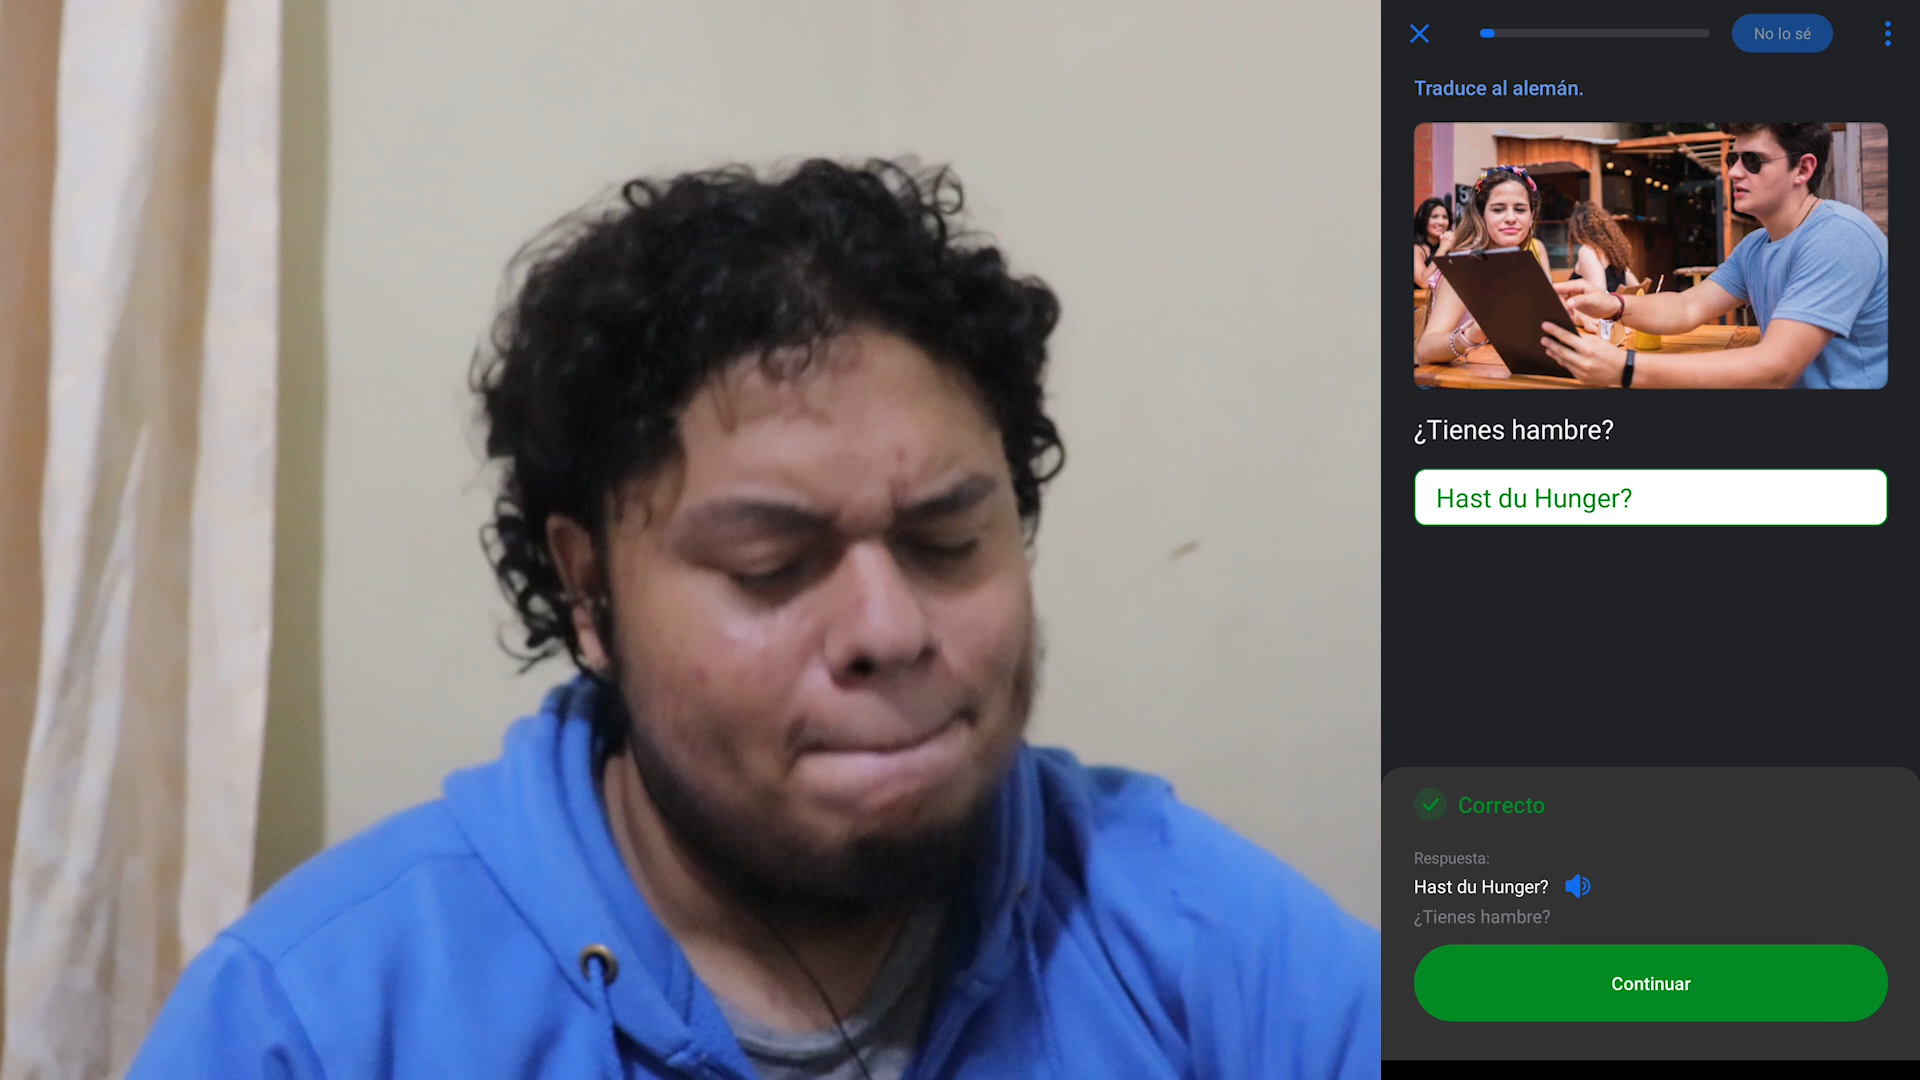 No lo sé
Traduce al alemán.
¿Tienes hambre?
Hast du Hunger?
Correcto
Respuesta:
Hast du Hunger?
¿Tienes hambre?
Continuar